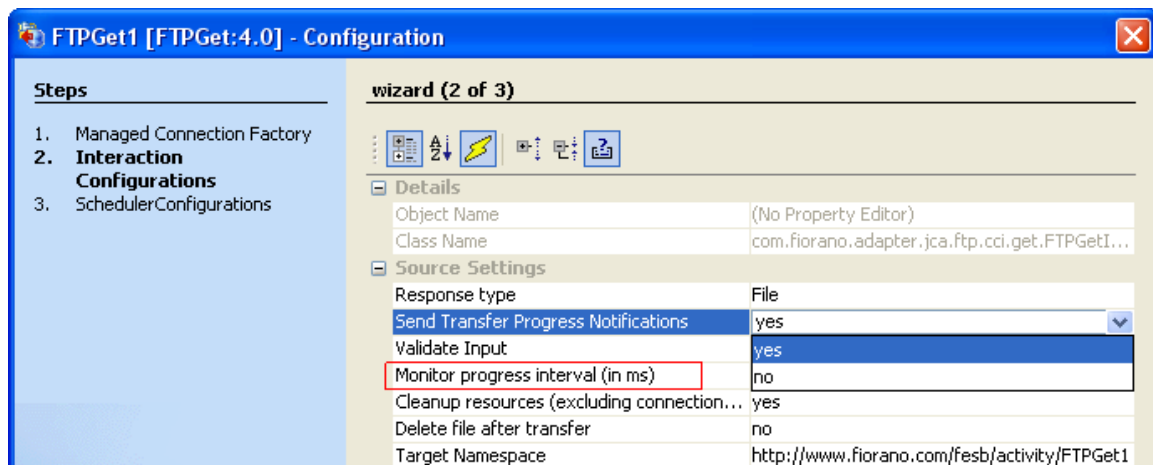 FTPGet1 [FTPGet:4.0] - Configuration
Steps
1. Managed Connection Factory
2. Interaction
Configurations
3. SchedulerConfigurations
wizard (2 of 3)
Details
Object Name (No Property Editor)
Class Name com.fiorano.adapter.jca.ftp.cci.get.FTPGetI...
Source Settings
Response type File
Send Transfer Progress Notifications yes
Validate Input yes
Monitor progress interval (in ms) no
Cleanup resources (excluding connection... yes
Delete file after transfer no
Target Namespace http://www.fiorano.com/fesb/activity/FTPGet1